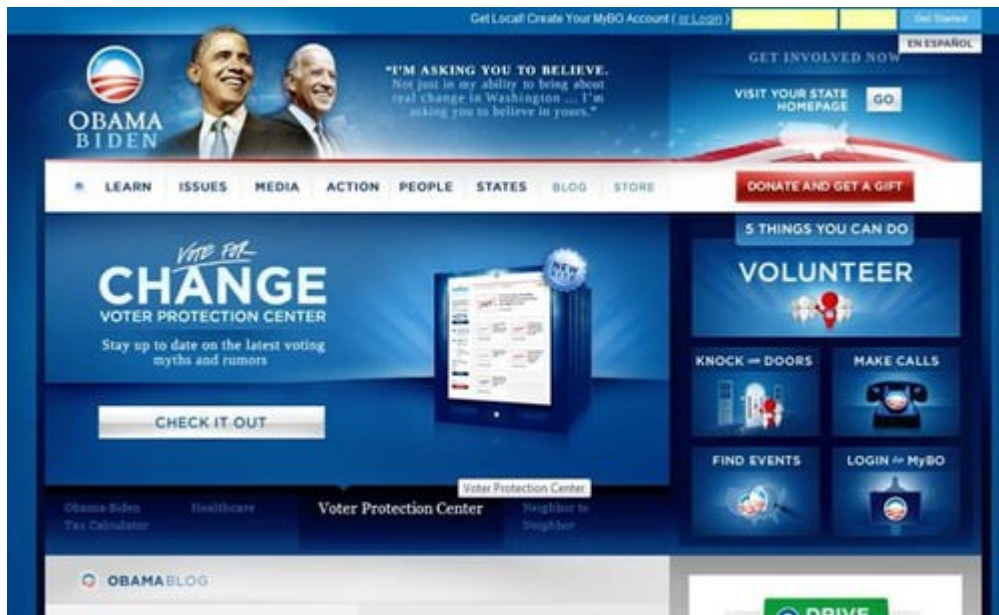 Get Local! Create Your MyBO Account ( or Login )
Get Started
EN ESPAÑOL
OBAMA
BIDEN
"I'M ASKING YOU TO BELIEVE.
Not just in my ability to bring about
real change in Washington ... I'm
asking you to believe in yours."
GET INVOLVED NOW
VISIT YOUR STATE
HOMEPAGE
GO
LEARN ISSUES MEDIA ACTION PEOPLE STATES BLOG STORE
DONATE AND GET A GIFT
VOTE FOR
CHANGE
VOTER PROTECTION CENTER
Stay up to date on the latest voting
myths and rumors
CHECK IT OUT
NEW
5 THINGS YOU CAN DO
VOLUNTEER
KNOCK ON DOORS
MAKE CALLS
FIND EVENTS
LOGIN for MyBO
Voter Protection Center
Obama-Biden
Tax Calculator
Healthcare
Voter Protection Center
Neighbor to
Neighbor
OBAMA BLOG
DRIVE